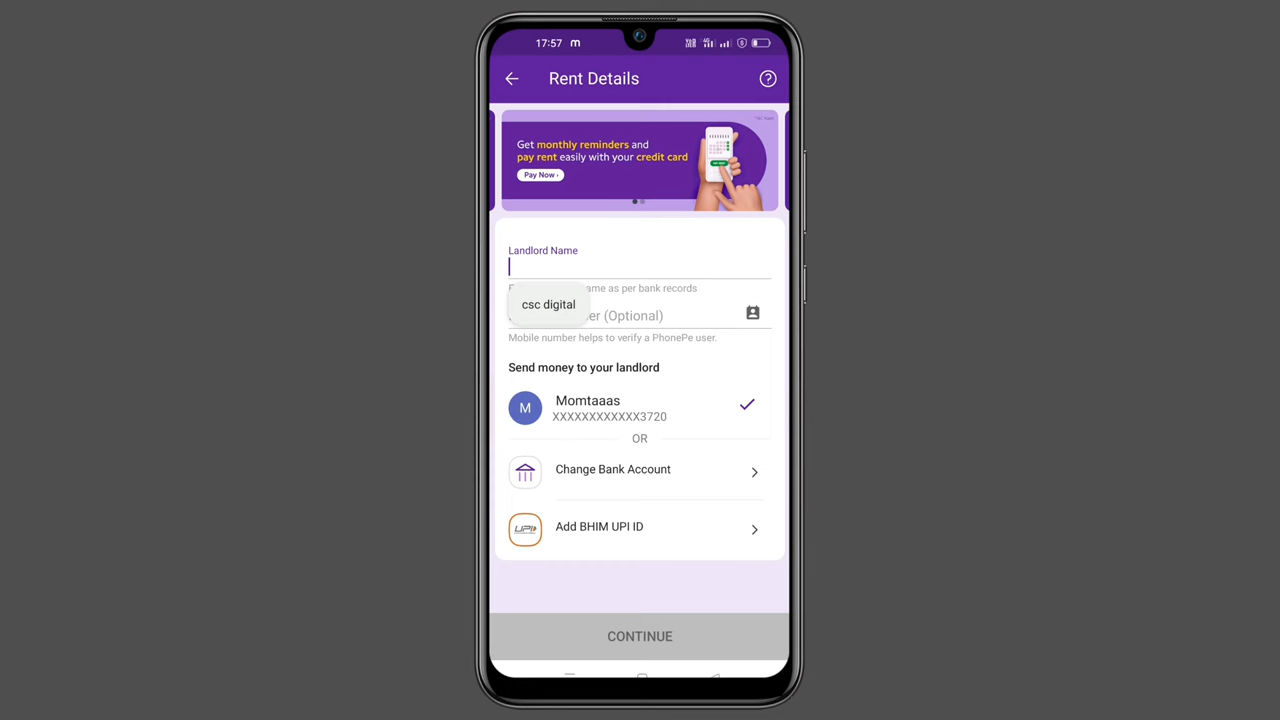 17:57 m
Rent Details
Get monthly reminders and
pay rent easily with your credit card
Pay Now ›
Landlord Name
ame as per bank records
csc digital
er (Optional)
Mobile number helps to verify a PhonePe user.
Send money to your landlord
M
Momtaaas
XXXXXXXXXXXX3720
OR
Change Bank Account
UPI
Add BHIM UPI ID
CONTINUE